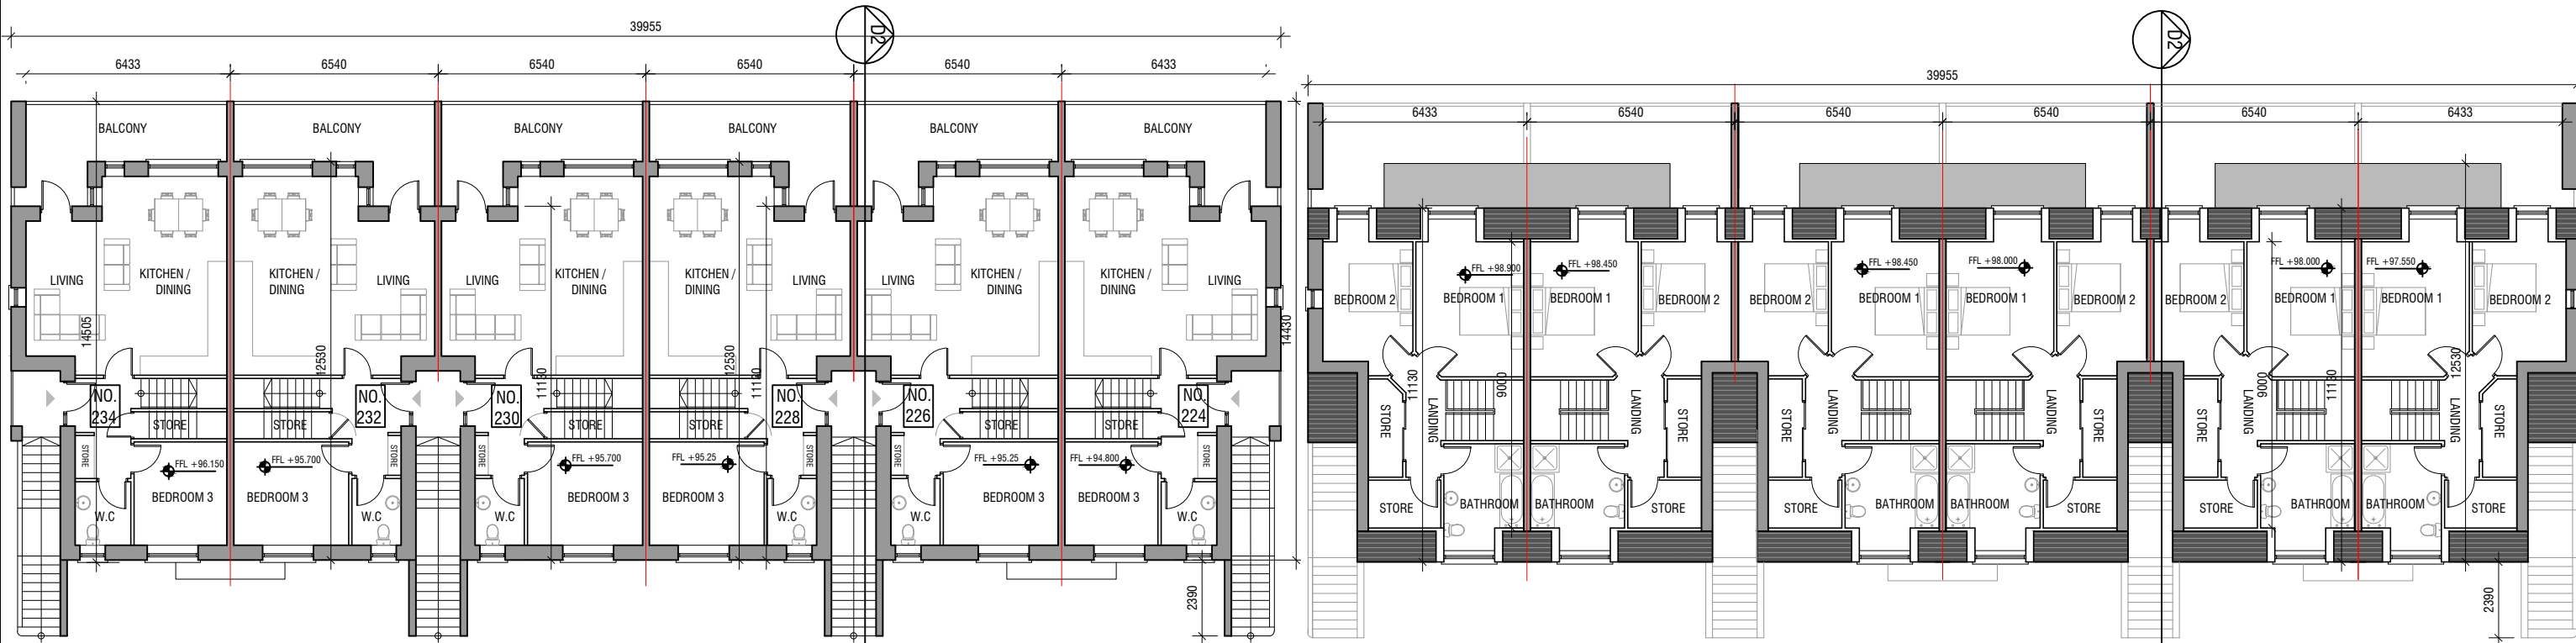 39955
D2
6433
6540
6540
6540
6540
6433
BALCONY
BALCONY
BALCONY
BALCONY
BALCONY
BALCONY
LIVING
KITCHEN /
DINING
KITCHEN /
DINING
LIVING
LIVING
KITCHEN /
DINING
KITCHEN /
DINING
LIVING
LIVING
KITCHEN /
DINING
KITCHEN /
DINING
LIVING
14505
12530
11130
12530
11130
14430
NO.
234
NO.
232
NO.
230
NO.
228
NO.
226
NO.
224
STORE
STORE
STORE
STORE
STORE
STORE
STORE
STORE
STORE
STORE
STORE
STORE
FFL +96.150
FFL +95.700
FFL +95.700
FFL +95.25
FFL +95.25
FFL +94.800
BEDROOM 3
BEDROOM 3
BEDROOM 3
BEDROOM 3
BEDROOM 3
BEDROOM 3
W.C
W.C
W.C
W.C
W.C
W.C
2390
D2
39955
6433
6540
6540
6540
6540
6433
FFL +98.900
FFL +98.450
FFL +98.450
FFL +98.000
FFL +98.000
FFL +97.550
BEDROOM 2
BEDROOM 1
BEDROOM 1
BEDROOM 2
BEDROOM 2
BEDROOM 1
BEDROOM 1
BEDROOM 2
BEDROOM 2
BEDROOM 1
BEDROOM 1
BEDROOM 2
11130
9000
9000
11130
12530
STORE
LANDING
LANDING
STORE
STORE
LANDING
LANDING
STORE
STORE
LANDING
LANDING
STORE
STORE
BATHROOM
BATHROOM
STORE
STORE
BATHROOM
BATHROOM
STORE
STORE
BATHROOM
BATHROOM
STORE
2390